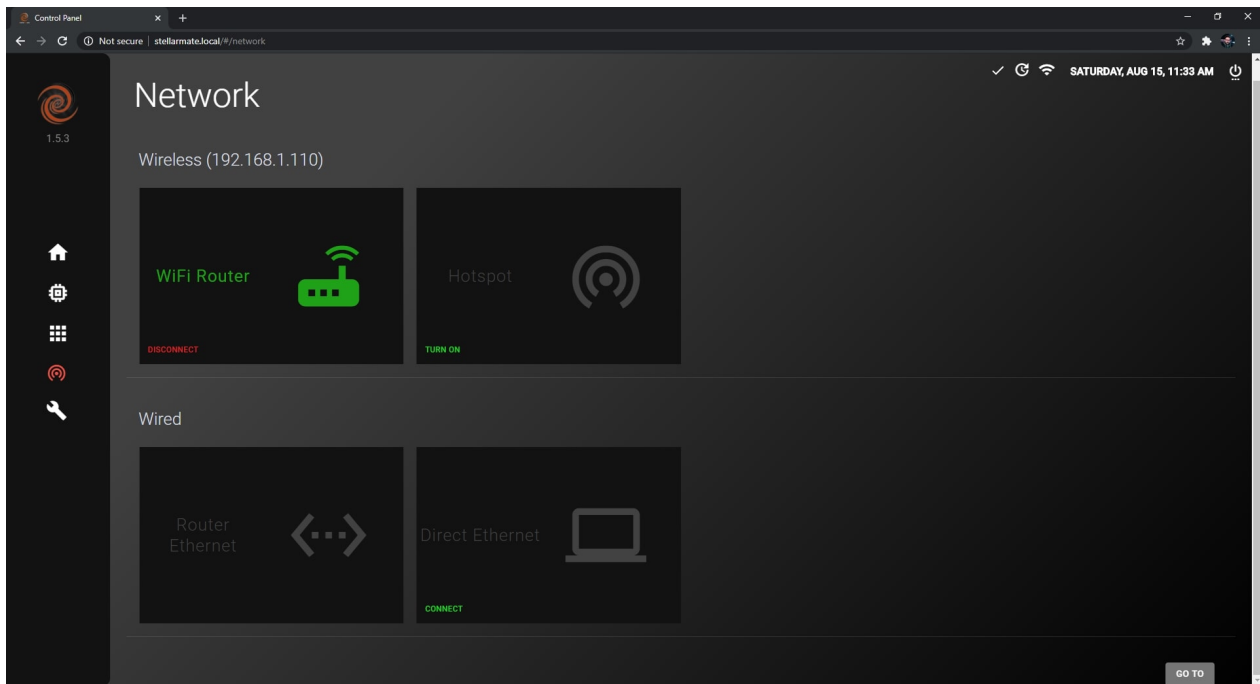 Control Panel
Not secure | stellarmate.local/#/network
SATURDAY, AUG 15, 11:33 AM
1.5.3
Network
Wireless (192.168.1.110)
WiFi Router
DISCONNECT
Hotspot
TURN ON
Wired
Router
Ethernet
Direct Ethernet
CONNECT
GO TO